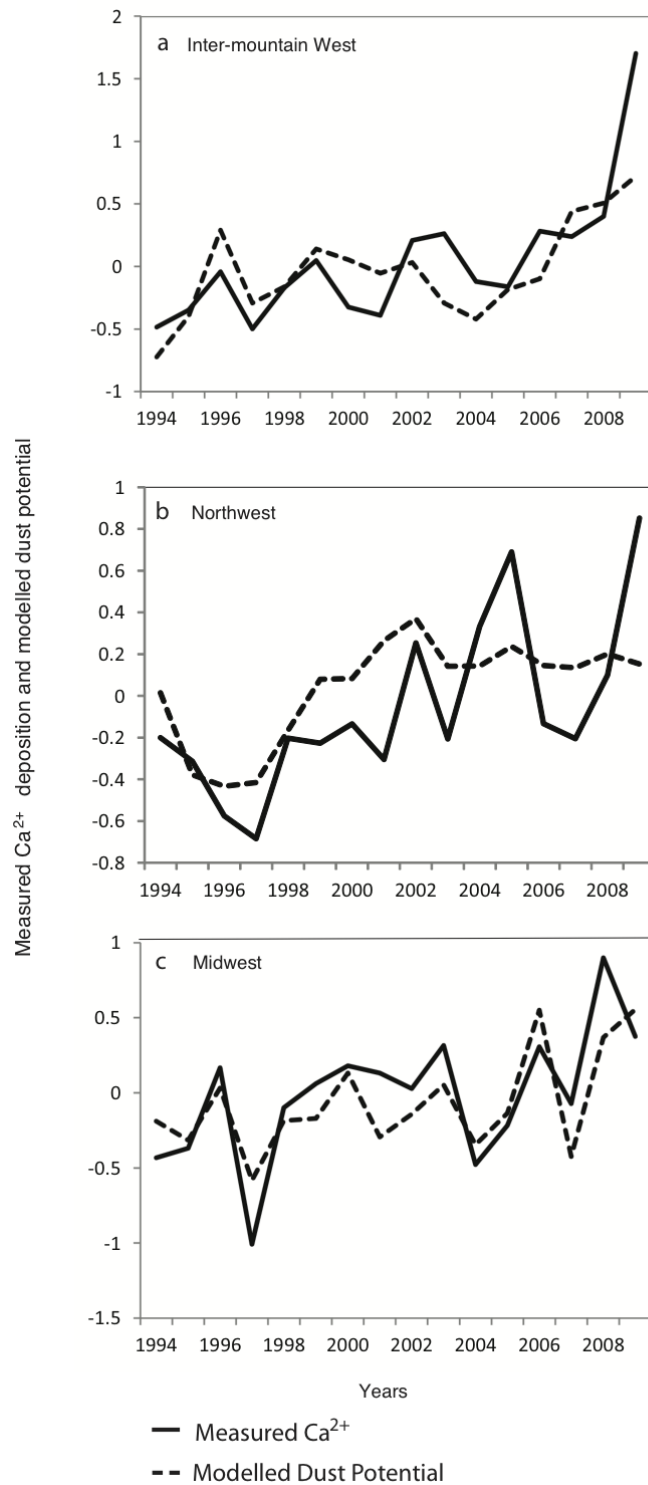 Measured Ca²⁺ deposition and modelled dust potential
a Inter-mountain West
2
1.5
1
0.5
0
-0.5
-1
1994 1996 1998 2000 2002 2004 2006 2008
b Northwest
1
0.8
0.6
0.4
0.2
0
-0.2
-0.4
-0.6
-0.8
1994 1996 1998 2000 2002 2004 2006 2008
c Midwest
1
0.5
0
-0.5
-1
-1.5
1994 1996 1998 2000 2002 2004 2006 2008
Years
Measured Ca²⁺
Modelled Dust Potential